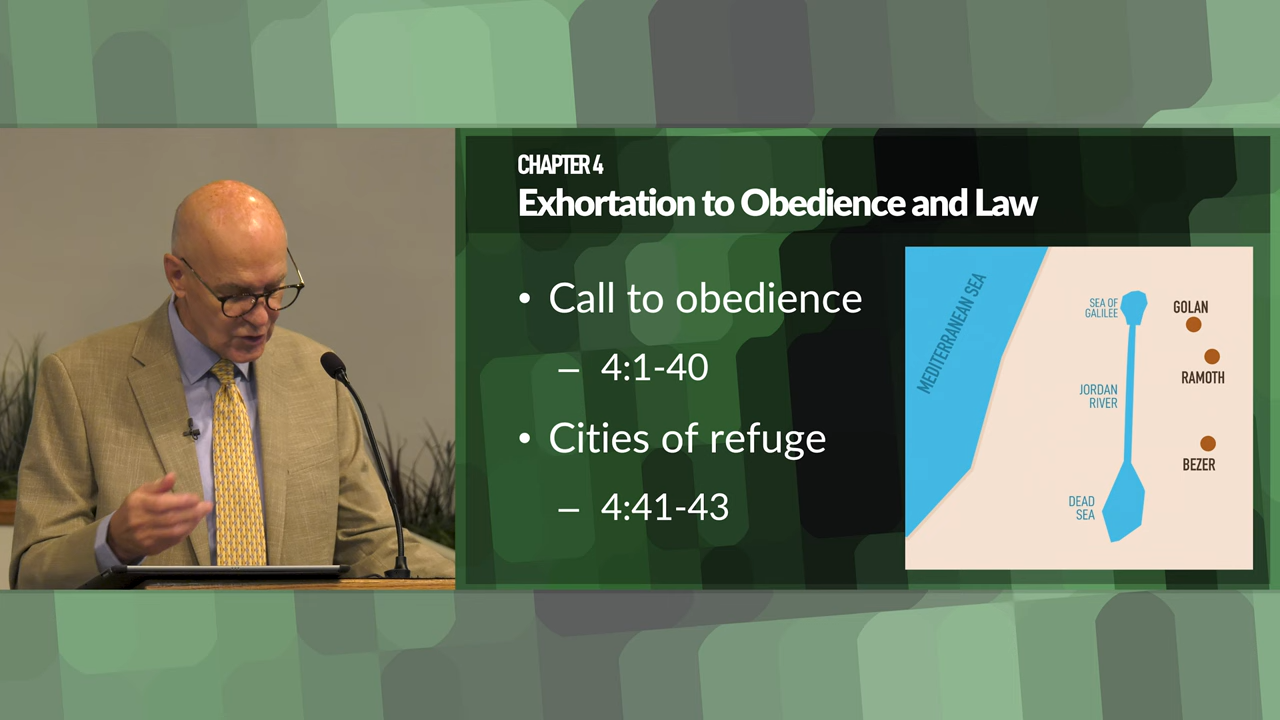 CHAPTER 4
Exhortation to Obedience and Law
• Call to obedience
– 4:1-40
• Cities of refuge
– 4:41-43
MEDITERRANEAN SEA
SEA OF
GALILEE
GOLAN
RAMOTH
JORDAN
RIVER
BEZER
DEAD
SEA